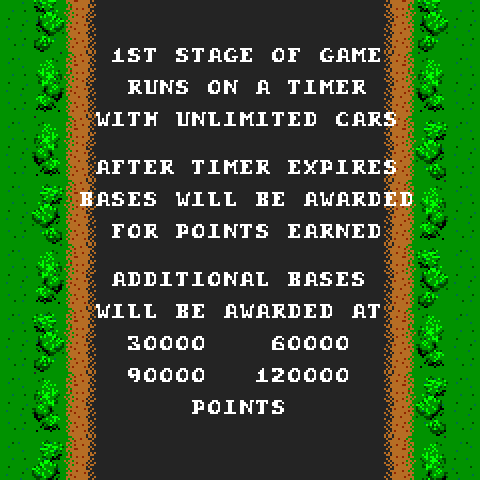 1ST STAGE OF GAME
RUNS ON A TIMER
WITH UNLIMITED CARS
AFTER TIMER EXPIRES
BASES WILL BE AWARDED
FOR POINTS EARNED
ADDITIONAL BASES
WILL BE AWARDED AT
30000 60000
90000 120000
POINTS